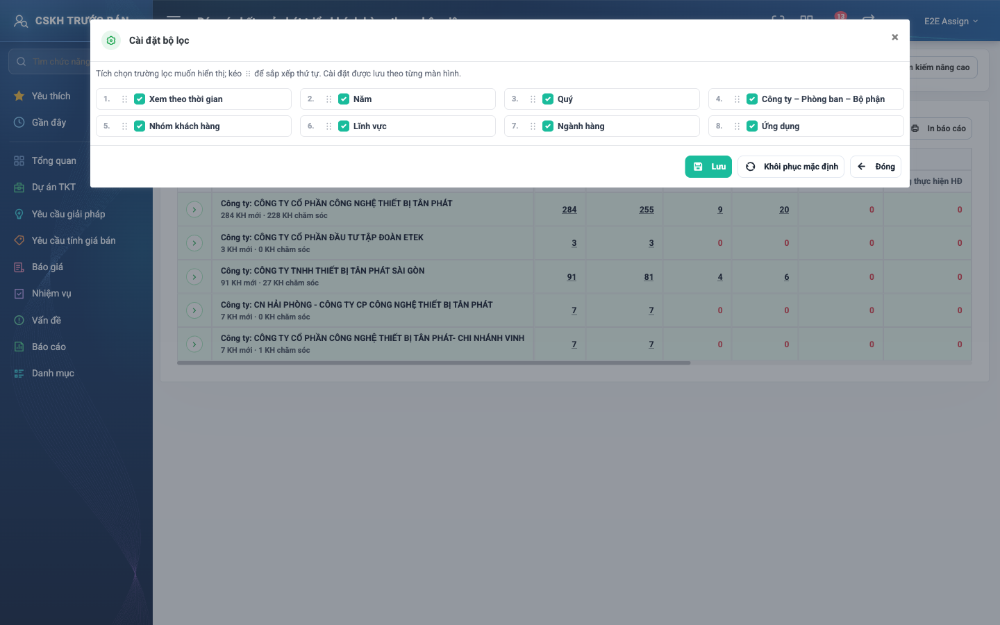 CSKH TRƯỚC BÁN
13
E2E Assign
Cài đặt bộ lọc
Tìm chức năng
kiếm nâng cao
Tích chọn trường lọc muốn hiển thị; kéo để sắp xếp thứ tự. Cài đặt được lưu theo từng màn hình.
1. Xem theo thời gian
2. Năm
3. Quý
4. Công ty – Phòng ban – Bộ phận
5. Nhóm khách hàng
6. Lĩnh vực
7. Ngành hàng
8. Ứng dụng
In báo cáo
Lưu
Khôi phục mặc định
Đóng
thực hiện HĐ
Yêu thích
Gần đây
Tổng quan
Dự án TKT
Yêu cầu giải pháp
Yêu cầu tính giá bán
Báo giá
Nhiệm vụ
Vấn đề
Báo cáo
Danh mục
Công ty: CÔNG TY CỔ PHẦN CÔNG NGHỆ THIẾT BỊ TÂN PHÁT
284 KH mới · 228 KH chăm sóc
284 255 9 20 0 0
Công ty: CÔNG TY CỔ PHẦN ĐẦU TƯ TẬP ĐOÀN ETEK
3 KH mới · 0 KH chăm sóc
3 3 0 0 0 0
Công ty: CÔNG TY TNHH THIẾT BỊ TÂN PHÁT SÀI GÒN
91 KH mới · 27 KH chăm sóc
91 81 4 6 0 0
Công ty: CN HẢI PHÒNG - CÔNG TY CP CÔNG NGHỆ THIẾT BỊ TÂN PHÁT
7 KH mới · 0 KH chăm sóc
7 7 0 0 0 0
Công ty: CÔNG TY CỔ PHẦN CÔNG NGHỆ THIẾT BỊ TÂN PHÁT- CHI NHÁNH VINH
7 KH mới · 1 KH chăm sóc
7 7 0 0 0 0